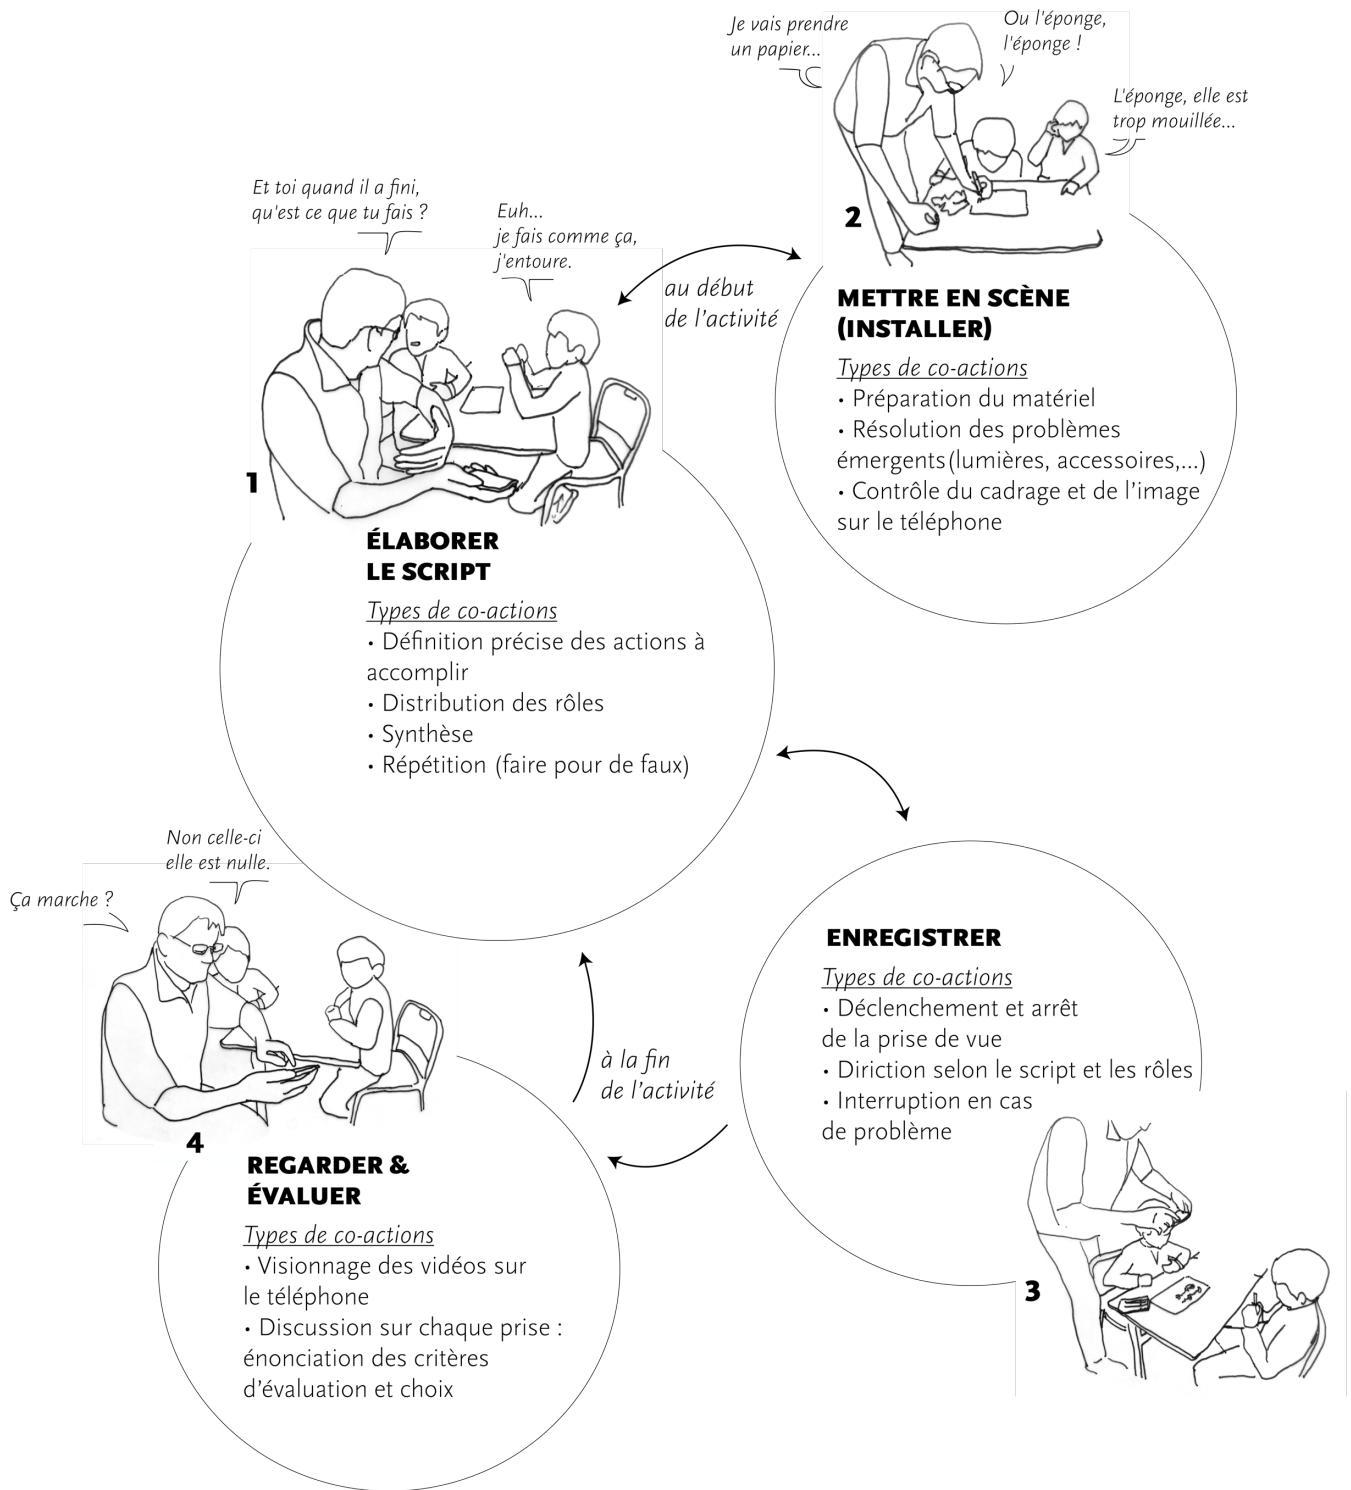 Et toi quand il a fini,
qu'est ce que tu fais ?
Euh...
je fais comme ça,
j'entoure.
1
ÉLABORER
LE SCRIPT
Types de co-actions
• Définition précise des actions à
accomplir
• Distribution des rôles
• Synthèse
• Répétition (faire pour de faux)
au début
de l'activité
Je vais prendre
un papier...
Ou l'éponge,
l'éponge !
L'éponge, elle est
trop mouillée...
2
METTRE EN SCÈNE
(INSTALLER)
Types de co-actions
• Préparation du matériel
• Résolution des problèmes
émergents (lumières, accessoires,...)
• Contrôle du cadrage et de l'image
sur le téléphone
ENREGISTRER
Types de co-actions
• Déclenchement et arrêt
de la prise de vue
• Diriction selon le script et les rôles
• Interruption en cas
de problème
3
à la fin
de l'activité
Ça marche ?
Non celle-ci
elle est nulle.
4
REGARDER &
ÉVALUER
Types de co-actions
• Visionnage des vidéos sur
le téléphone
• Discussion sur chaque prise :
énonciation des critères
d'évaluation et choix